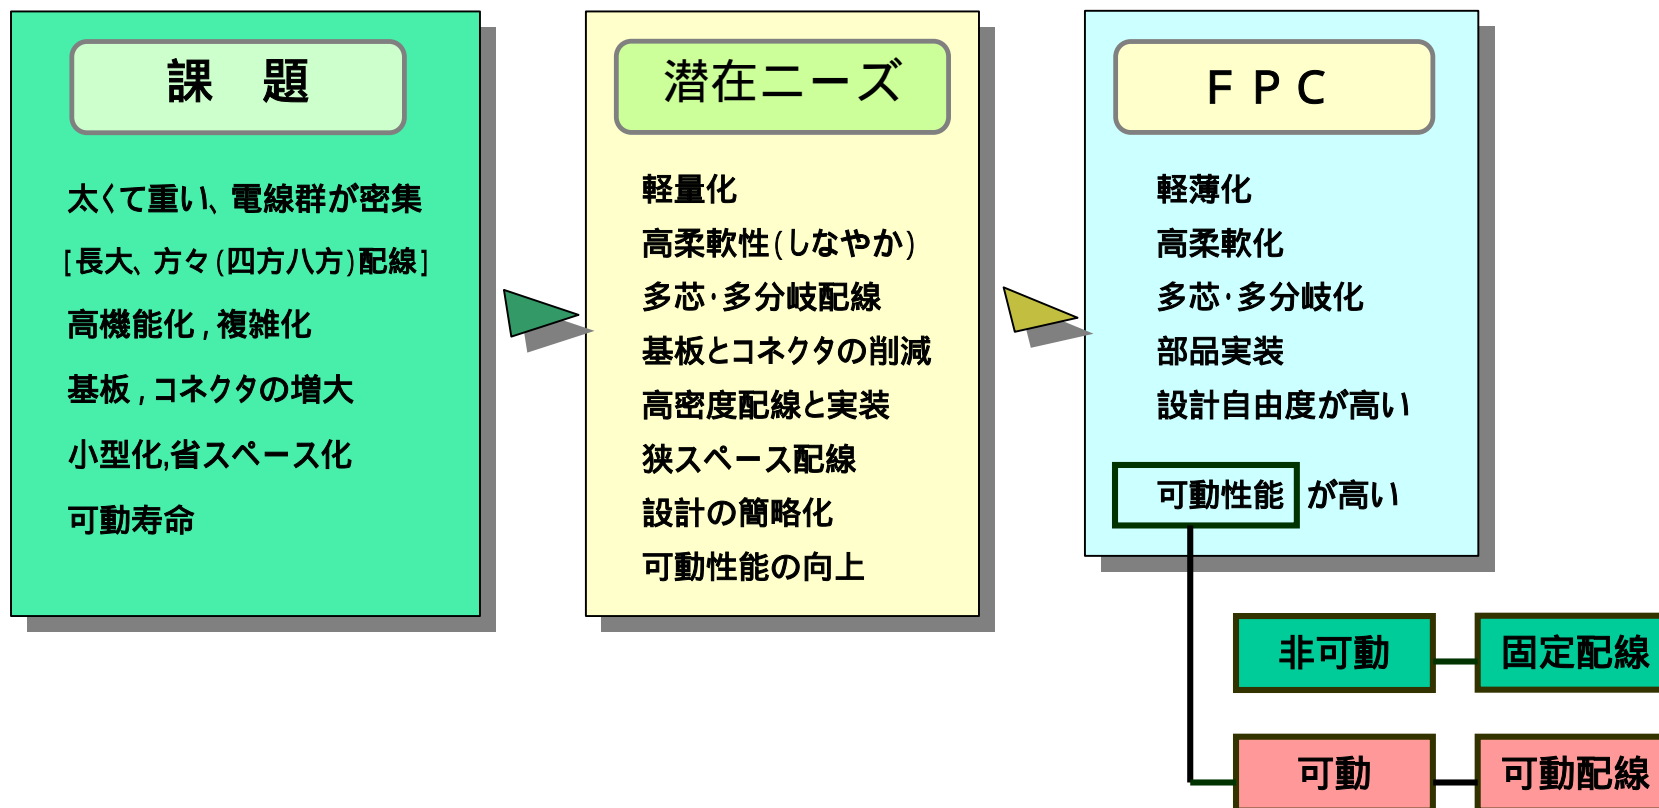 課　題
太くて重い、電線群が密集
[長大、方々(四方八方)配線]
高機能化,複雑化
基板,コネクタの増大
小型化,省スペース化
可動寿命
潜在ニーズ
軽量化
高柔軟性(しなやか)
多芯·多分岐配線
基板とコネクタの削減
高密度配線と実装
狭スペース配線
設計の簡略化
可動性能の向上
ＦＰＣ
軽薄化
高柔軟化
多芯·多分岐化
部品実装
設計自由度が高い
可動性能 が高い
非可動 固定配線
可動 可動配線